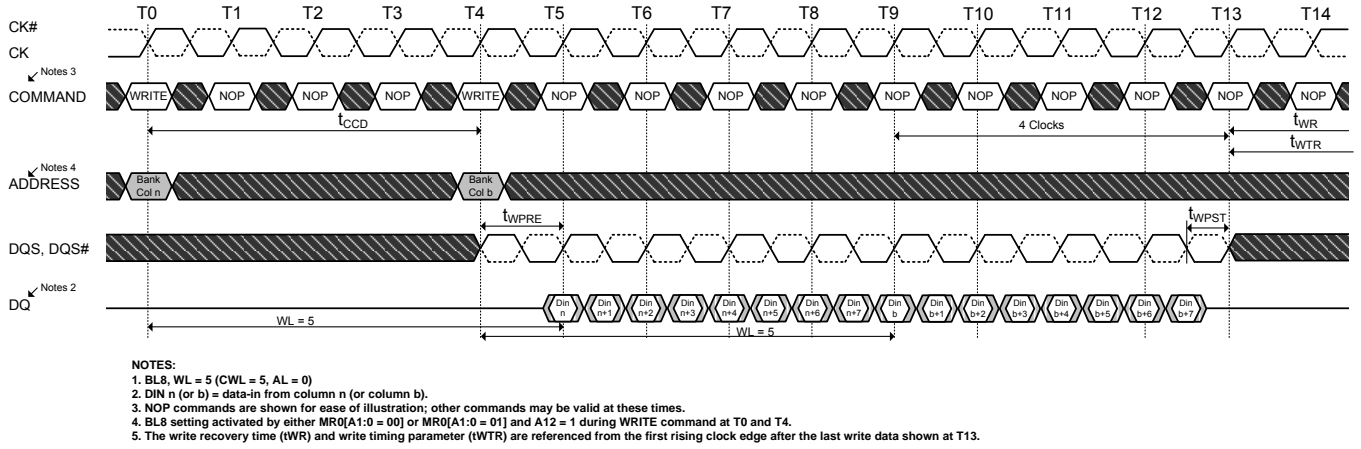 T0 T1 T2 T3 T4 T5 T6 T7 T8 T9 T10 T11 T12 T13 T14
CK#
CK
Notes 3
COMMAND WRITE NOP NOP NOP WRITE NOP NOP NOP NOP NOP NOP NOP NOP NOP NOP
tCCD 4 Clocks tWR
tWTR
Notes 4
ADDRESS Bank Col n Bank Col b
tWPRE tWPST
DQS, DQS#
Notes 2
DQ Din n Din n+1 Din n+2 Din n+3 Din n+4 Din n+5 Din n+6 Din n+7 Din b Din b+1 Din b+2 Din b+3 Din b+4 Din b+5 Din b+6 Din b+7
WL = 5
WL = 5
NOTES:
1. BL8, WL = 5 (CWL = 5, AL = 0)
2. DIN n (or b) = data-in from column n (or column b).
3. NOP commands are shown for ease of illustration; other commands may be valid at these times.
4. BL8 setting activated by either MR0[A1:0 = 00] or MR0[A1:0 = 01] and A12 = 1 during WRITE command at T0 and T4.
5. The write recovery time (tWR) and write timing parameter (tWTR) are referenced from the first rising clock edge after the last write data shown at T13.